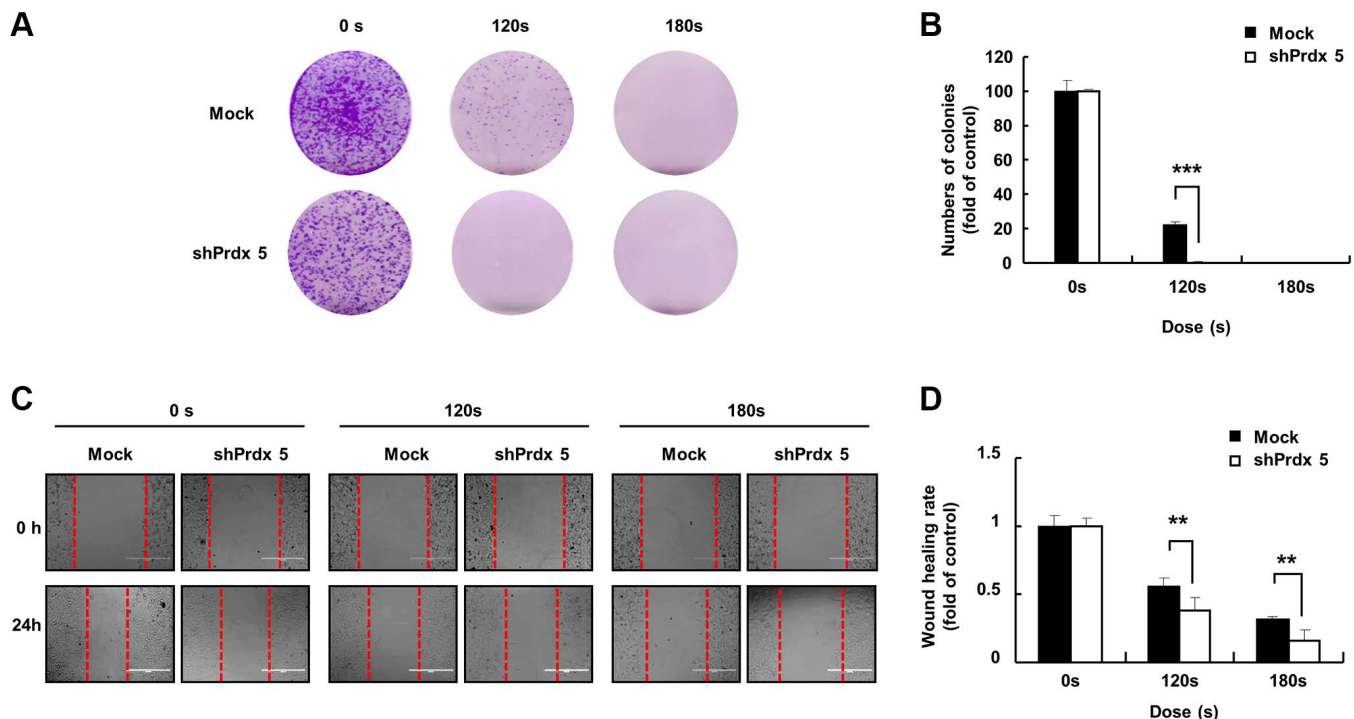 A
0 s
120s
180s
Mock
shPrdx 5
B
Mock
shPrdx 5
Numbers of colonies
(fold of control)
120
100
80
60
40
20
0
***
0s
120s
180s
Dose (s)
C
0 s
120s
180s
Mock
shPrdx 5
Mock
shPrdx 5
Mock
shPrdx 5
0 h
24h
D
Mock
shPrdx 5
Wound healing rate
(fold of control)
1.5
1
0.5
0
**
**
0s
120s
180s
Dose (s)